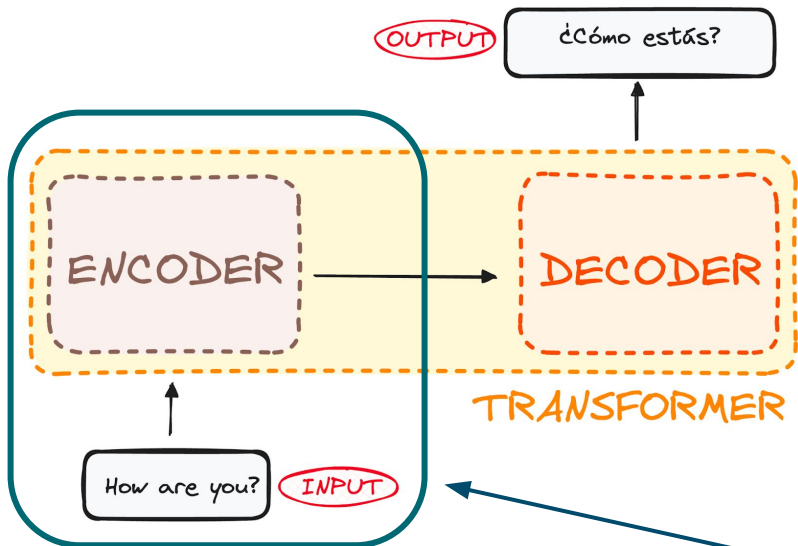 OUTPUT
¿Cómo estás?
ENCODER
DECODER
TRANSFORMER
How are you?
INPUT